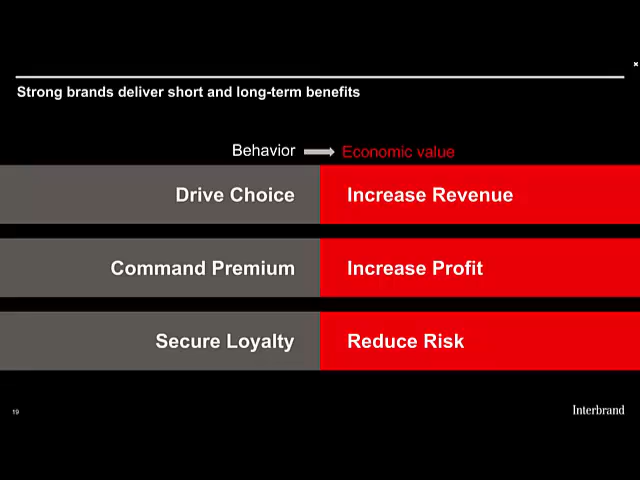 Strong brands deliver short and long-term benefits
Behavior Economic value
Drive Choice Increase Revenue
Command Premium Increase Profit
Secure Loyalty Reduce Risk
19 Interbrand